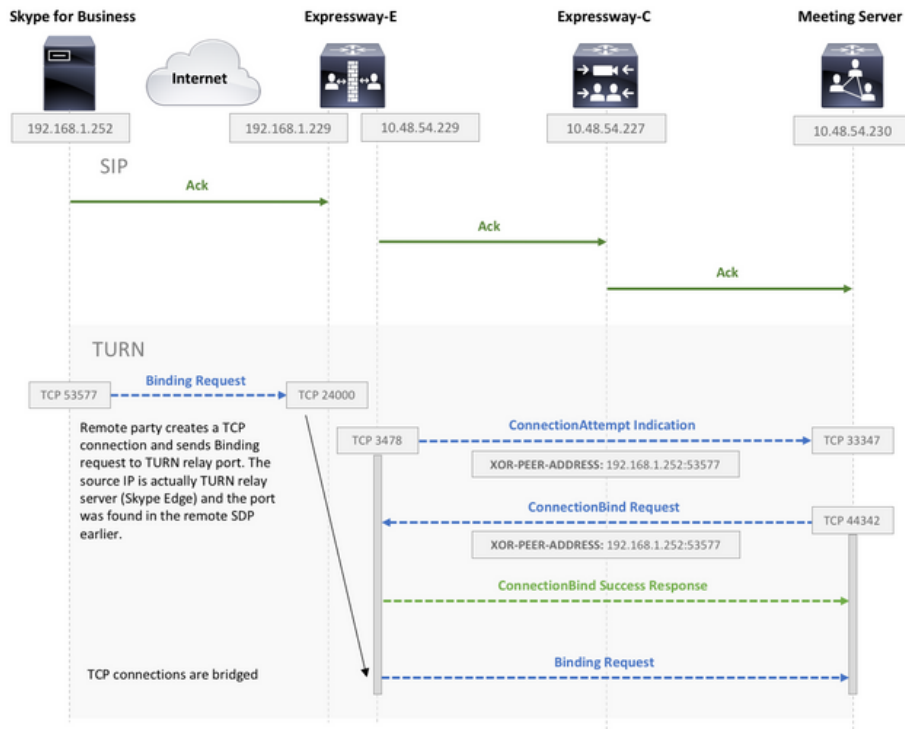 Skype for Business
Expressway-E
Expressway-C
Meeting Server
Internet
192.168.1.252
192.168.1.229
10.48.54.229
10.48.54.227
10.48.54.230
SIP
Ack
Ack
Ack
TURN
TCP 53577
Binding Request
TCP 24000
Remote party creates a TCP
connection and sends Binding
request to TURN relay port. The
source IP is actually TURN relay
server (Skype Edge) and the port
was found in the remote SDP
earlier.
TCP 3478
ConnectionAttempt Indication
TCP 33347
XOR-PEER-ADDRESS: 192.168.1.252:53577
ConnectionBind Request
TCP 44342
XOR-PEER-ADDRESS: 192.168.1.252:53577
ConnectionBind Success Response
Binding Request
TCP connections are bridged